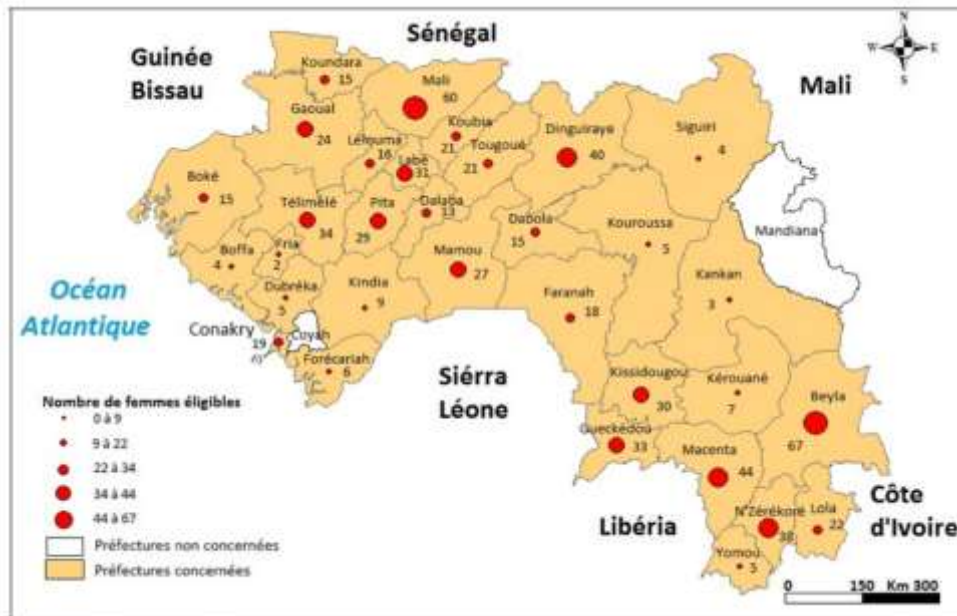 Guinée
Bissau
Sénégal
Mali
N
W E
S
Koundara
15
Mali
60
Gaoual
24
Koubia
21
Lélouma
16
Labé
31
Tougoué
21
Dinguiraye
40
Siguiri
4
Boké
15
Télimélé
34
Pita
29
Dalaba
13
Dabola
15
Kouroussa
5
Mandiana
Boffa
4
Fria
2
Mamou
27
Kankan
3
Dubréka
5
Kindia
9
Faranah
18
Océan
Atlantique
Conakry
19
Coyah
7
Forécariah
6
Siérra
Léone
Kissidougou
30
Kérouané
7
Beyla
67
Gueckédou
33
Macenta
44
N'Zérékoré
38
Lola
22
Yomou
5
Libéria
Côte
d'Ivoire
Nombre de femmes éligibles
0 à 9
9 à 22
22 à 34
34 à 44
44 à 67
Préfectures non concernées
Préfectures concernées
0 150 Km 300